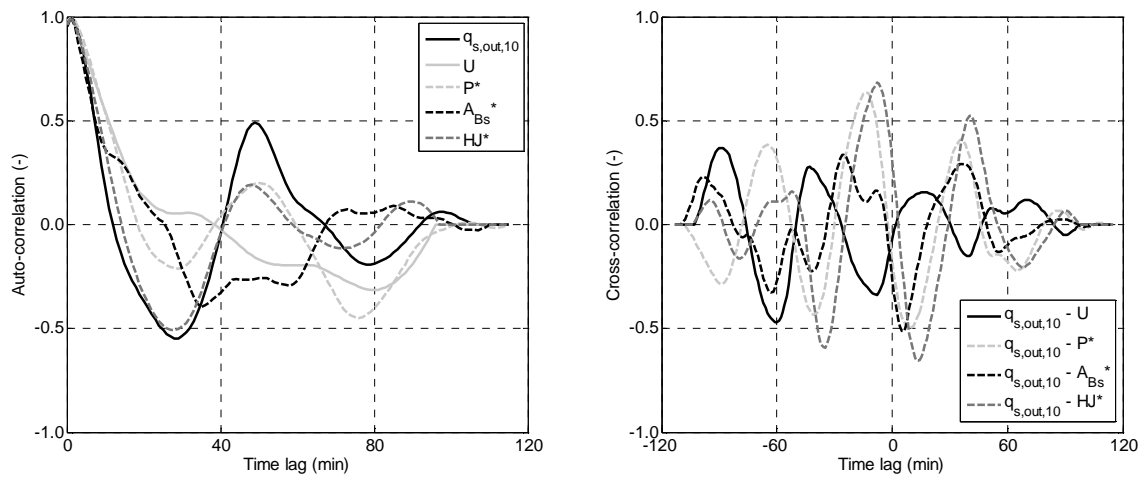 1.0
0.5
0.0
-0.5
-1.0
0
40
80
120
Time lag (min)
Auto-correlation (-)
q_{s,out,10}
U
P*
A_{Bs}*
HJ*
1.0
0.5
0.0
-0.5
-1.0
-120
-60
0
60
120
Time lag (min)
Cross-correlation (-)
q_{s,out,10} - U
q_{s,out,10} - P*
q_{s,out,10} - A_{Bs}*
q_{s,out,10} - HJ*